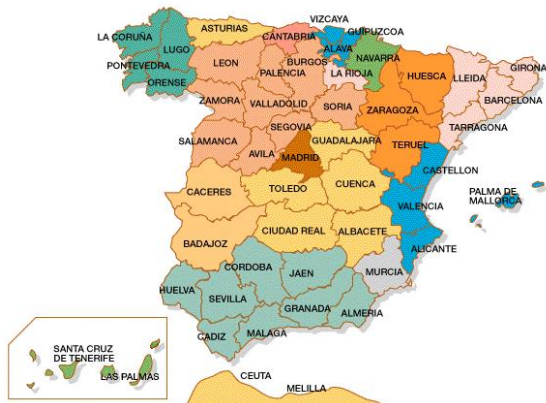 VIZCAYA
GUIPUZCOA
ASTURIAS
CANTABRIA
LA CORUÑA
LUGO
ALAVA
NAVARRA
GIRONA
PONTEVEDRA
LEON
BURGOS
PALENCIA
LA RIOJA
HUESCA
LLEIDA
BARCELONA
ORENSE
ZAMORA
VALLADOLID
SORIA
ZARAGOZA
TARRAGONA
SEGOVIA
SALAMANCA
AVILA
MADRID
GUADALAJARA
TERUEL
CASTELLON
CACERES
TOLEDO
CUENCA
PALMA DE
MALLORCA
VALENCIA
BADAJOZ
CIUDAD REAL
ALBACETE
ALICANTE
CORDOBA
JAEN
MURCIA
HUELVA
SEVILLA
GRANADA
ALMERIA
CADIZ
MALAGA
SANTA CRUZ
DE TENERIFE
LAS PALMAS
CEUTA
MELILLA